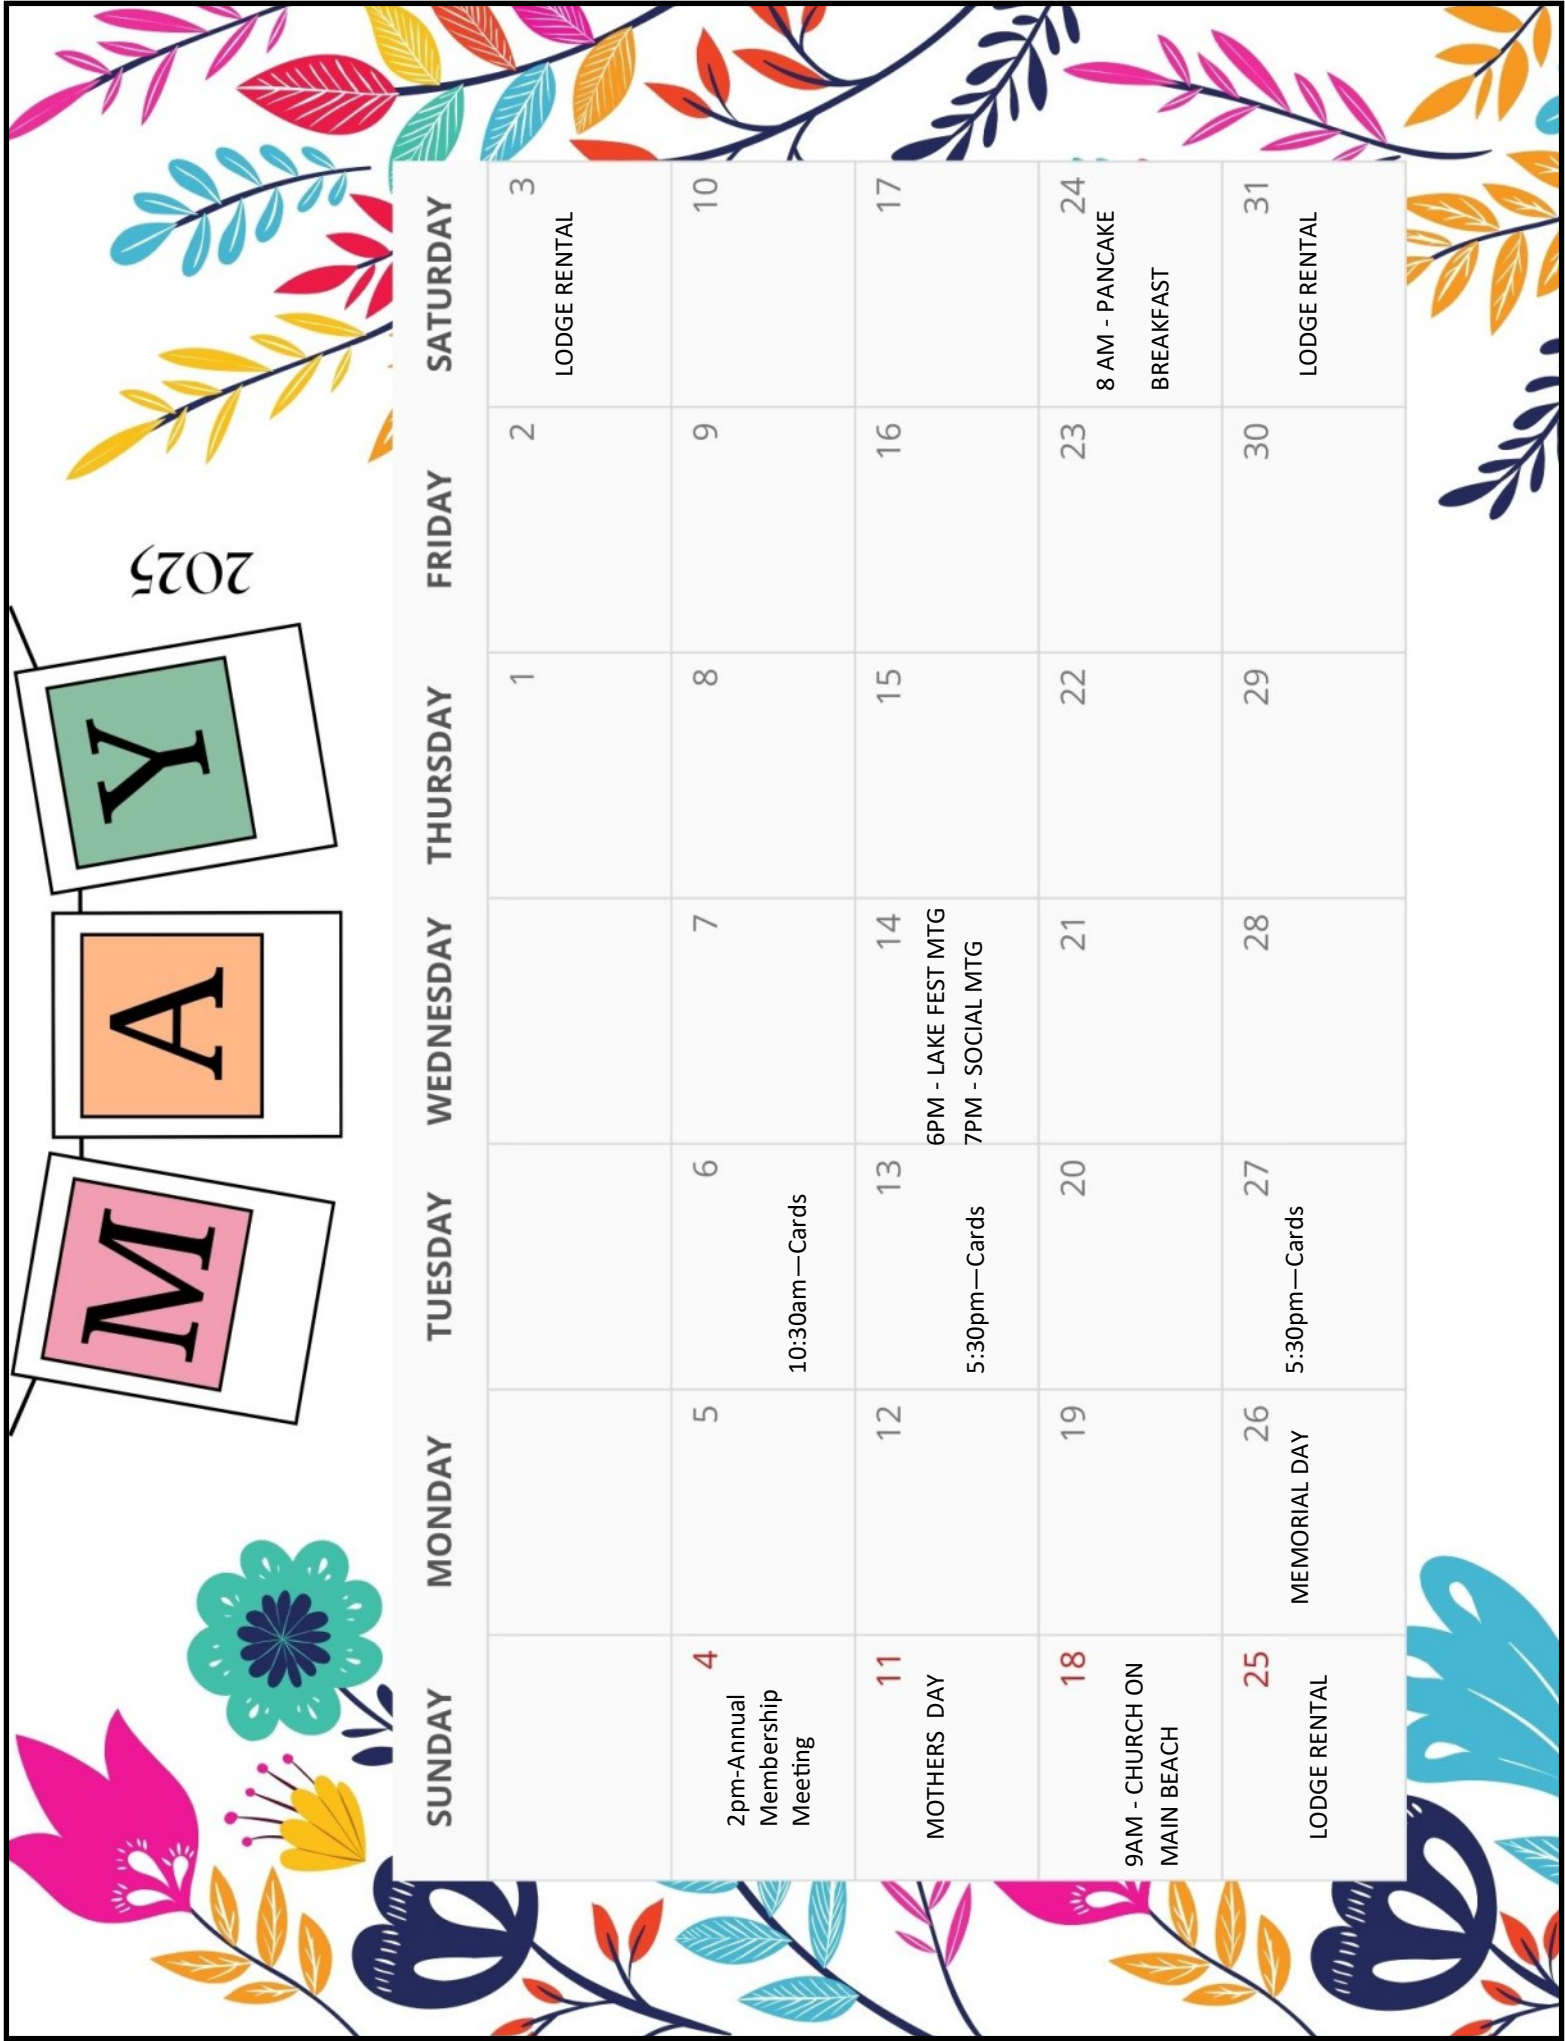 MAY
2025
SUNDAY MONDAY TUESDAY WEDNESDAY THURSDAY FRIDAY SATURDAY
1 2 3
LODGE RENTAL
4 5 6 7 8 9 10
2pm-Annual
Membership
Meeting
10:30am—Cards
11 12 13 14 15 16 17
MOTHERS DAY
5:30pm—Cards
6PM - LAKE FEST MTG
7PM - SOCIAL MTG
18 19 20 21 22 23 24
9AM - CHURCH ON
MAIN BEACH
8 AM - PANCAKE
BREAKFAST
25 26 27 28 29 30 31
LODGE RENTAL
MEMORIAL DAY
5:30pm—Cards
LODGE RENTAL